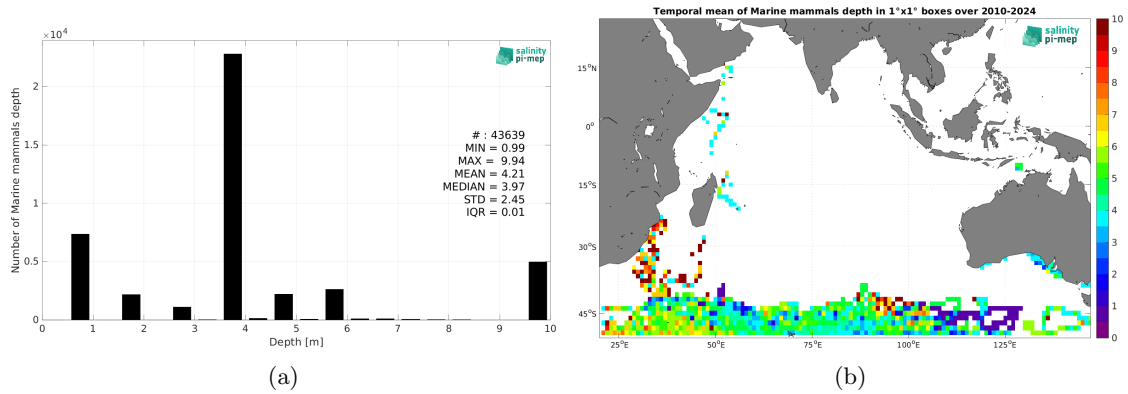 ×10⁴
salinity
pi-mep
Number of Marine mammals depth
2
1.5
1
0.5
0
# : 43639
MIN = 0.99
MAX = 9.94
MEAN = 4.21
MEDIAN = 3.97
STD = 2.45
IQR = 0.01
0 1 2 3 4 5 6 7 8 9 10
Depth [m]
(a)
Temporal mean of Marine mammals depth in 1°x1° boxes over 2010-2024
salinity
pi-mep
15°N
0°
15°S
30°S
45°S
25°E 50°E 75°E 100°E 125°E
10
9
8
7
6
5
4
3
2
1
0
(b)